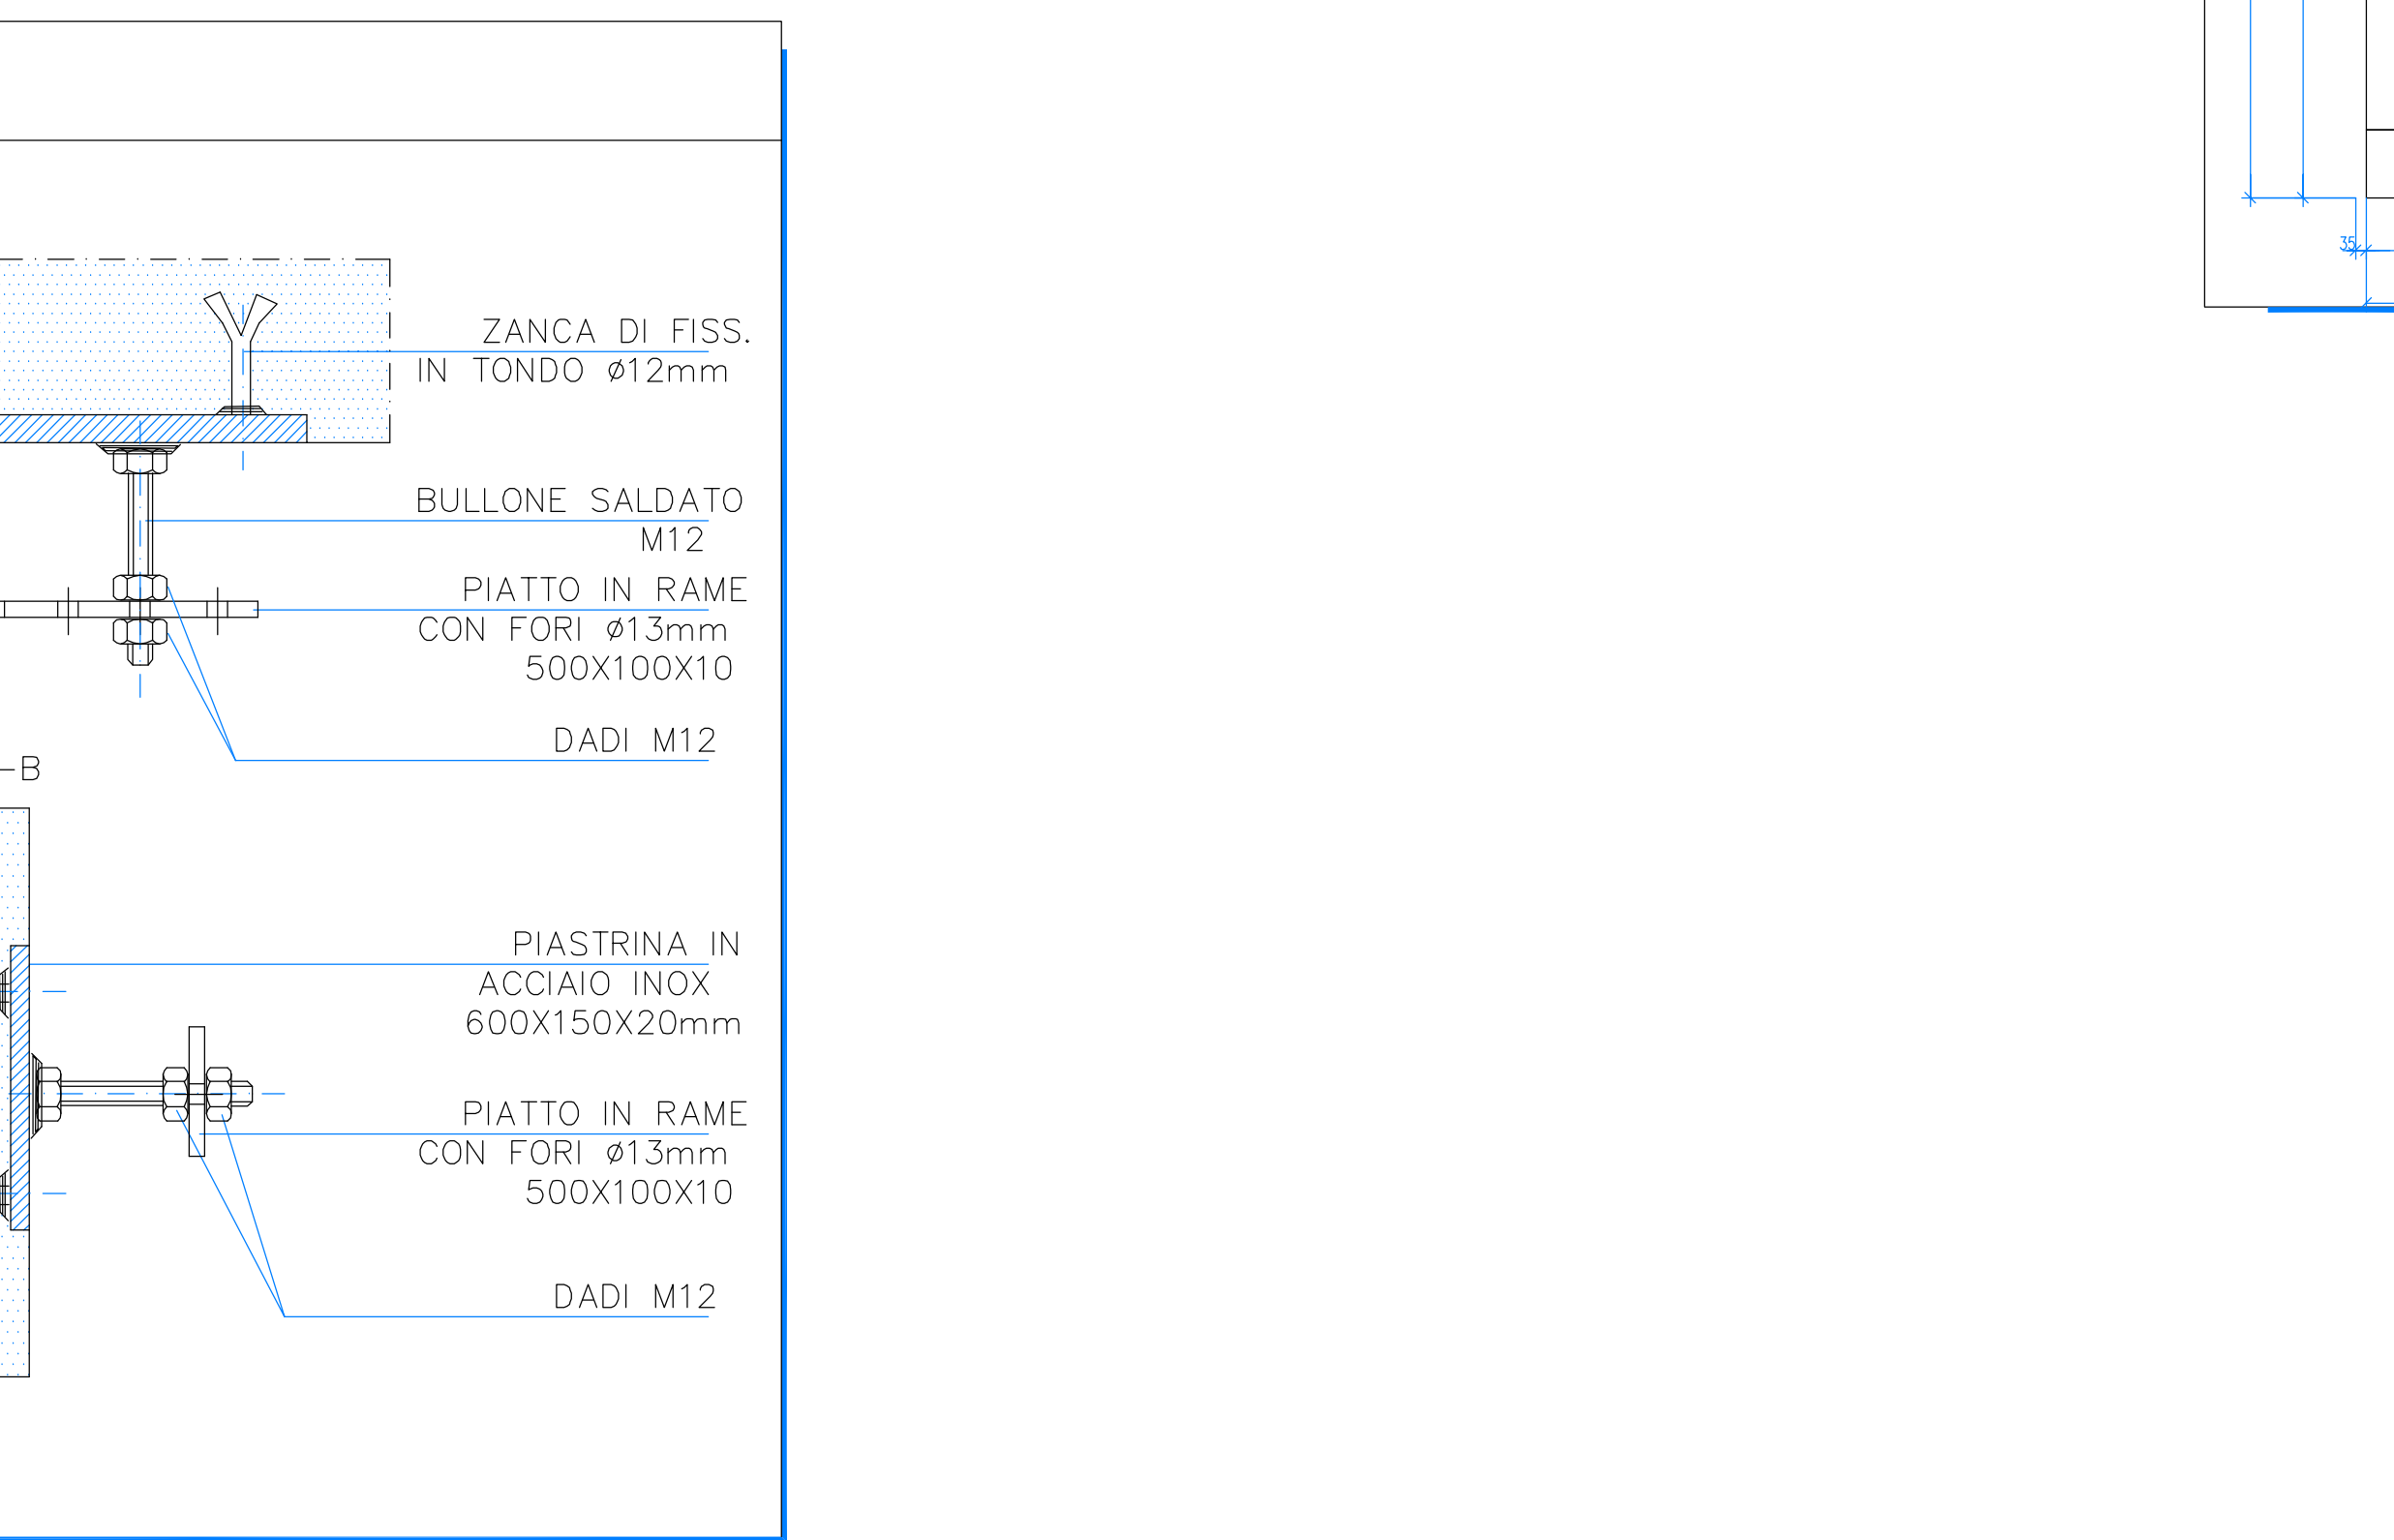 ZANCA DI FISS.
IN TONDO ø12mm
BULLONE SALDATO
M12
PIATTO IN RAME
CON FORI ø13mm
500X100X10
DADI M12
-B
PIASTRINA IN
ACCIAIO INOX
600X150X20mm
PIATTO IN RAME
CON FORI ø13mm
500X100X10
DADI M12
35